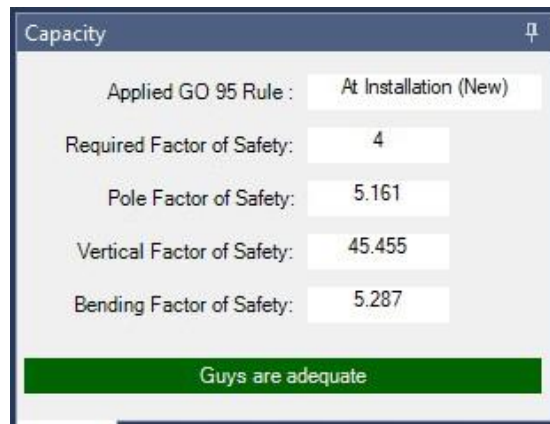 Capacity
Applied GO 95 Rule : At Installation (New)
Required Factor of Safety: 4
Pole Factor of Safety: 5.161
Vertical Factor of Safety: 45.455
Bending Factor of Safety: 5.287
Guys are adequate